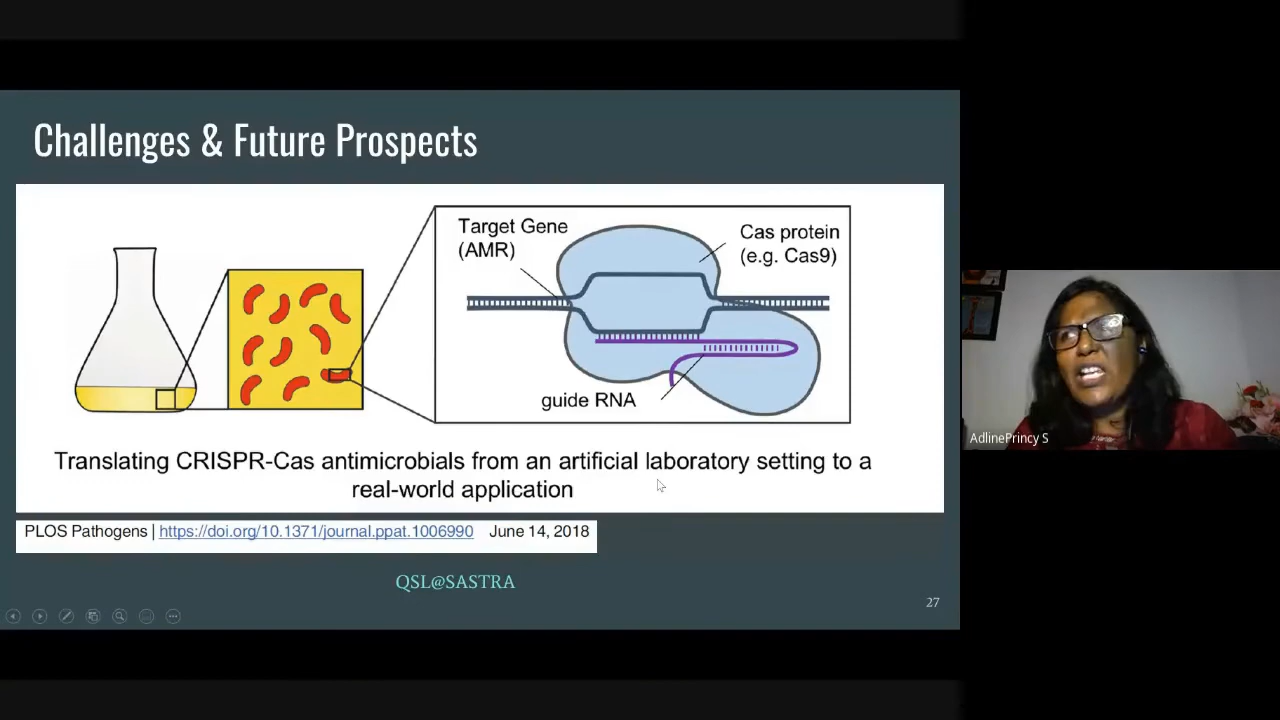 Challenges & Future Prospects
Target Gene
(AMR)
Cas protein
(e.g. Cas9)
guide RNA
Translating CRISPR-Cas antimicrobials from an artificial laboratory setting to a
real-world application
PLOS Pathogens | https://doi.org/10.1371/journal.ppat.1006990 June 14, 2018
QSL@SASTRA
27
AdlinePrincy S